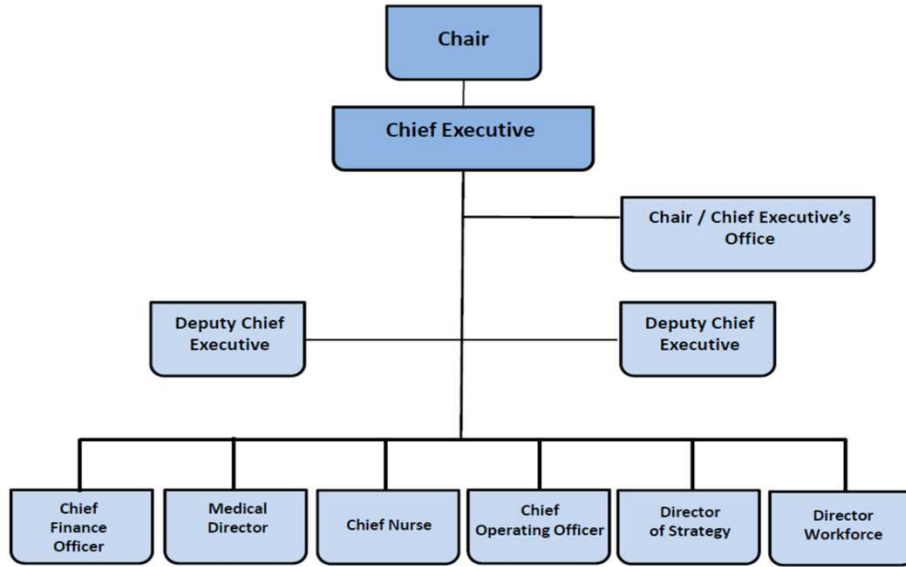 Chair
Chief Executive
Chair / Chief Executive’s
Office
Deputy Chief
Executive
Deputy Chief
Executive
Chief
Finance
Officer
Medical
Director
Chief Nurse
Chief
Operating Officer
Director
of Strategy
Director
Workforce